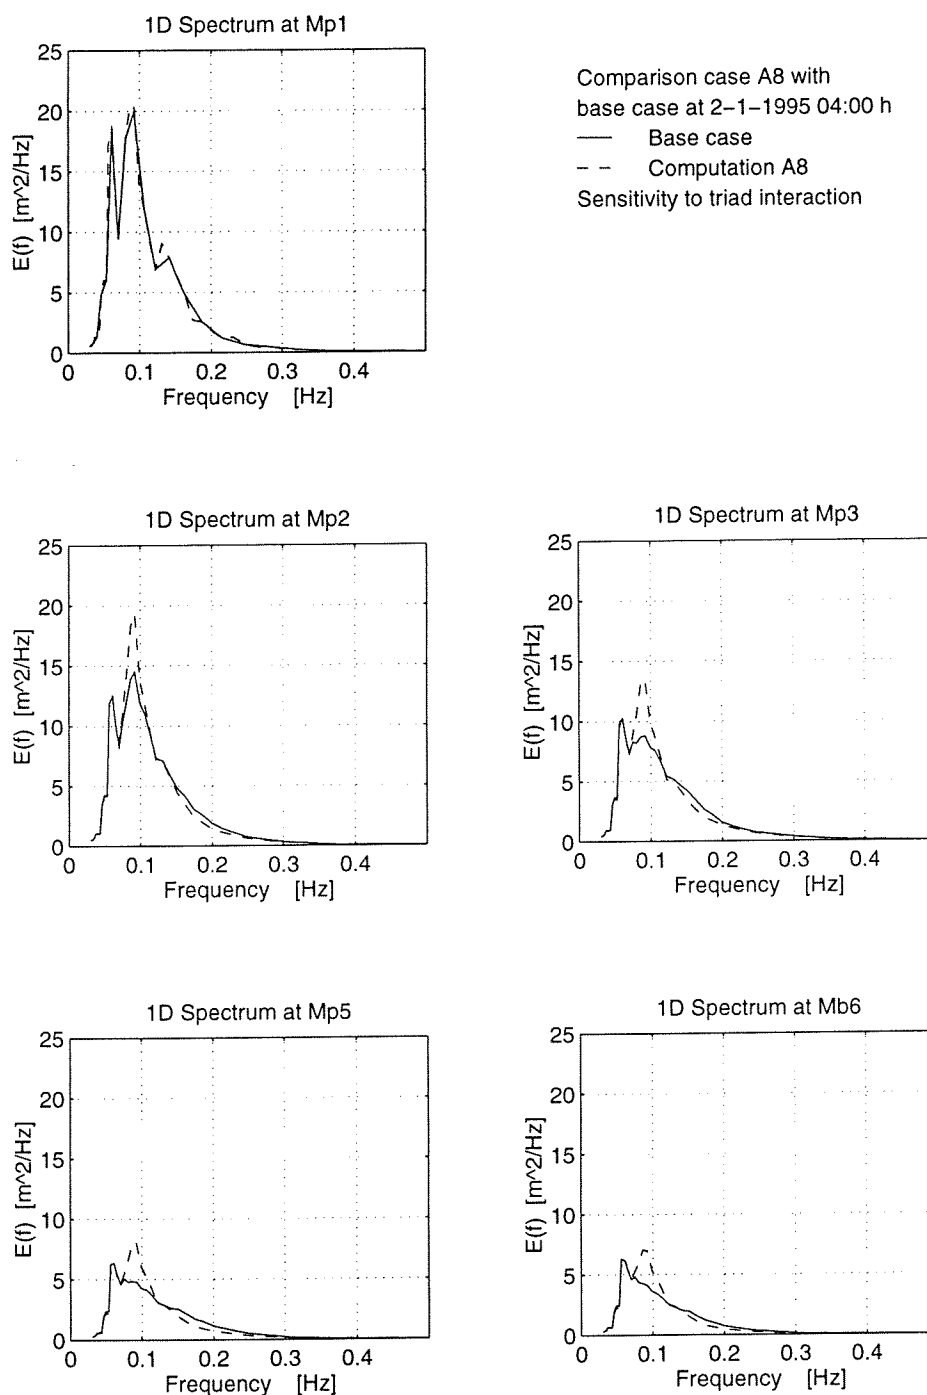 1D Spectrum at Mp1
25
20
15
10
5
0
E(f) [m^2/Hz]
0 0.1 0.2 0.3 0.4
Frequency [Hz]
Comparison case A8 with
base case at 2-1-1995 04:00 h
Base case
Computation A8
Sensitivity to triad interaction
1D Spectrum at Mp2
25
20
15
10
5
0
E(f) [m^2/Hz]
0 0.1 0.2 0.3 0.4
Frequency [Hz]
1D Spectrum at Mp3
25
20
15
10
5
0
E(f) [m^2/Hz]
0 0.1 0.2 0.3 0.4
Frequency [Hz]
1D Spectrum at Mp5
25
20
15
10
5
0
E(f) [m^2/Hz]
0 0.1 0.2 0.3 0.4
Frequency [Hz]
1D Spectrum at Mb6
25
20
15
10
5
0
E(f) [m^2/Hz]
0 0.1 0.2 0.3 0.4
Frequency [Hz]